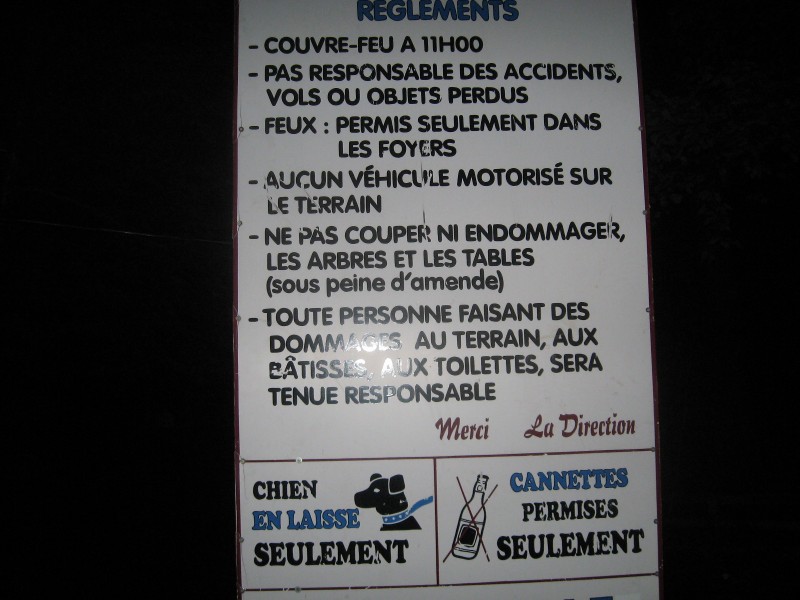 REGLEMENTS
- COUVRE-FEU A 11H00
- PAS RESPONSABLE DES ACCIDENTS,
VOLS OU OBJETS PERDUS
- FEUX : PERMIS SEULEMENT DANS
LES FOYERS
- AUCUN VÉHICULE MOTORISÉ SUR
LE TERRAIN
- NE PAS COUPER NI ENDOMMAGER,
LES ARBRES ET LES TABLES
(sous peine d'amende)
- TOUTE PERSONNE FAISANT DES
DOMMAGES AU TERRAIN, AUX
BÂTISSES, AUX TOILETTES, SERA
TENUE RESPONSABLE
Merci La Direction
CHIEN
EN LAISSE
SEULEMENT
CANNETTES
PERMISES
SEULEMENT